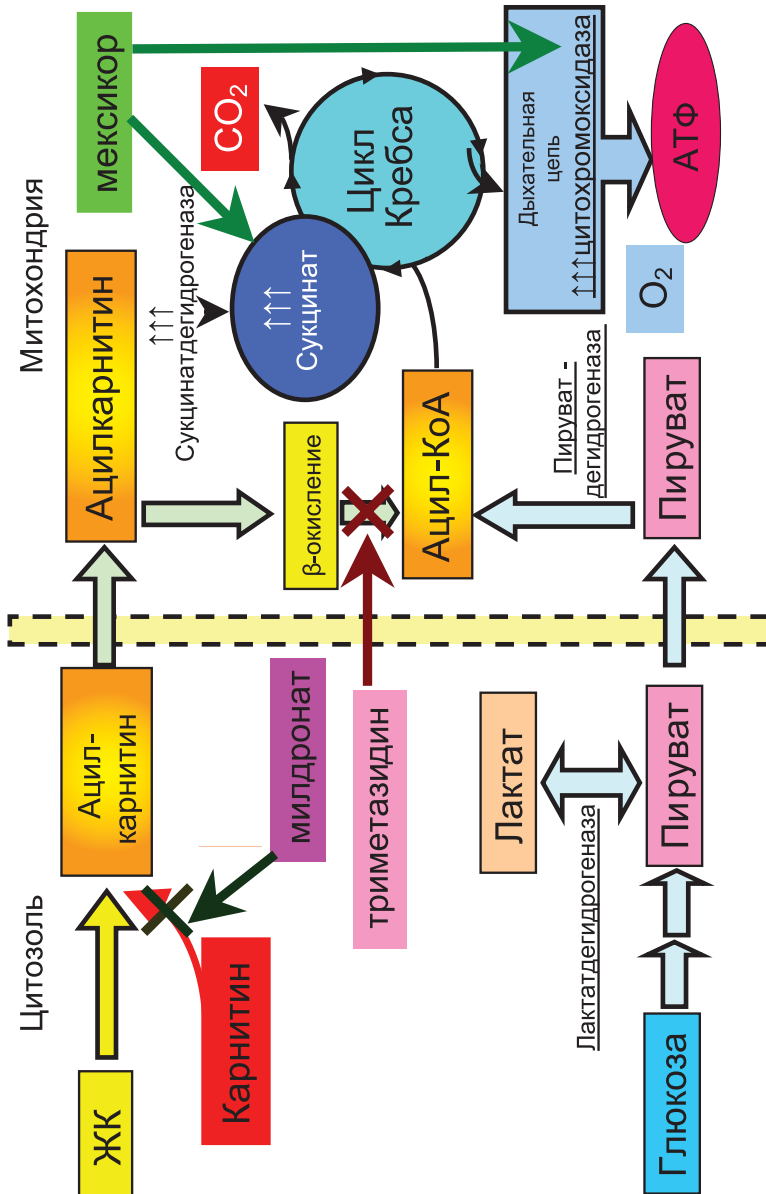 Цитозоль
Митохондрия
ЖК
Ацил-
карнитин
Ацилкарнитин
мексикор
Карнитин
милдронат
↑↑↑
Сукцинатдегидрогеназа
CO2
β-окисление
↑↑↑
Сукцинат
Цикл
Кребса
триметазидин
Ацил-КоА
Дыхательная
цепь
↑↑↑цитохромоксидаза
Лактат
Лактатдегидрогеназа
Пируват -
дегидрогеназа
O2
АТФ
Глюкоза
Пируват
Пируват